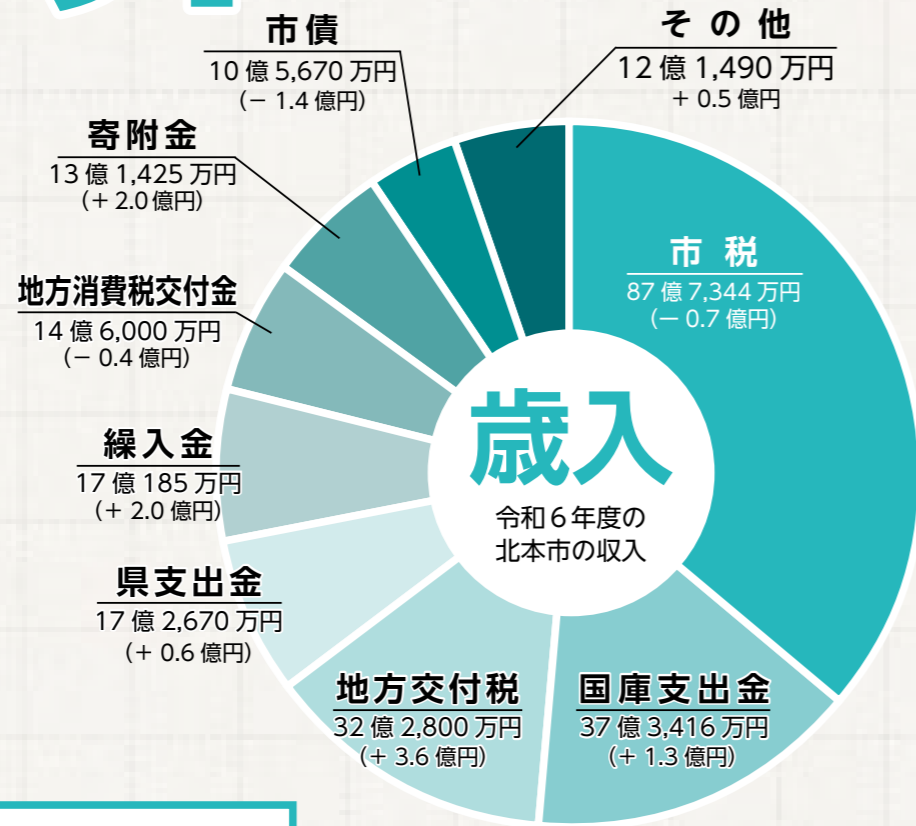 市債
10億5,670万円
(－1.4億円)
その他
12億1,490万円
＋0.5億円
寄附金
13億1,425万円
(＋2.0億円)
地方消費税交付金
14億6,000万円
(－0.4億円)
繰入金
17億185万円
(＋2.0億円)
県支出金
17億2,670万円
(＋0.6億円)
地方交付税
32億2,800万円
(＋3.6億円)
国庫支出金
37億3,416万円
(＋1.3億円)
市税
87億7,344万円
(－0.7億円)
歳入
令和6年度の
北本市の収入